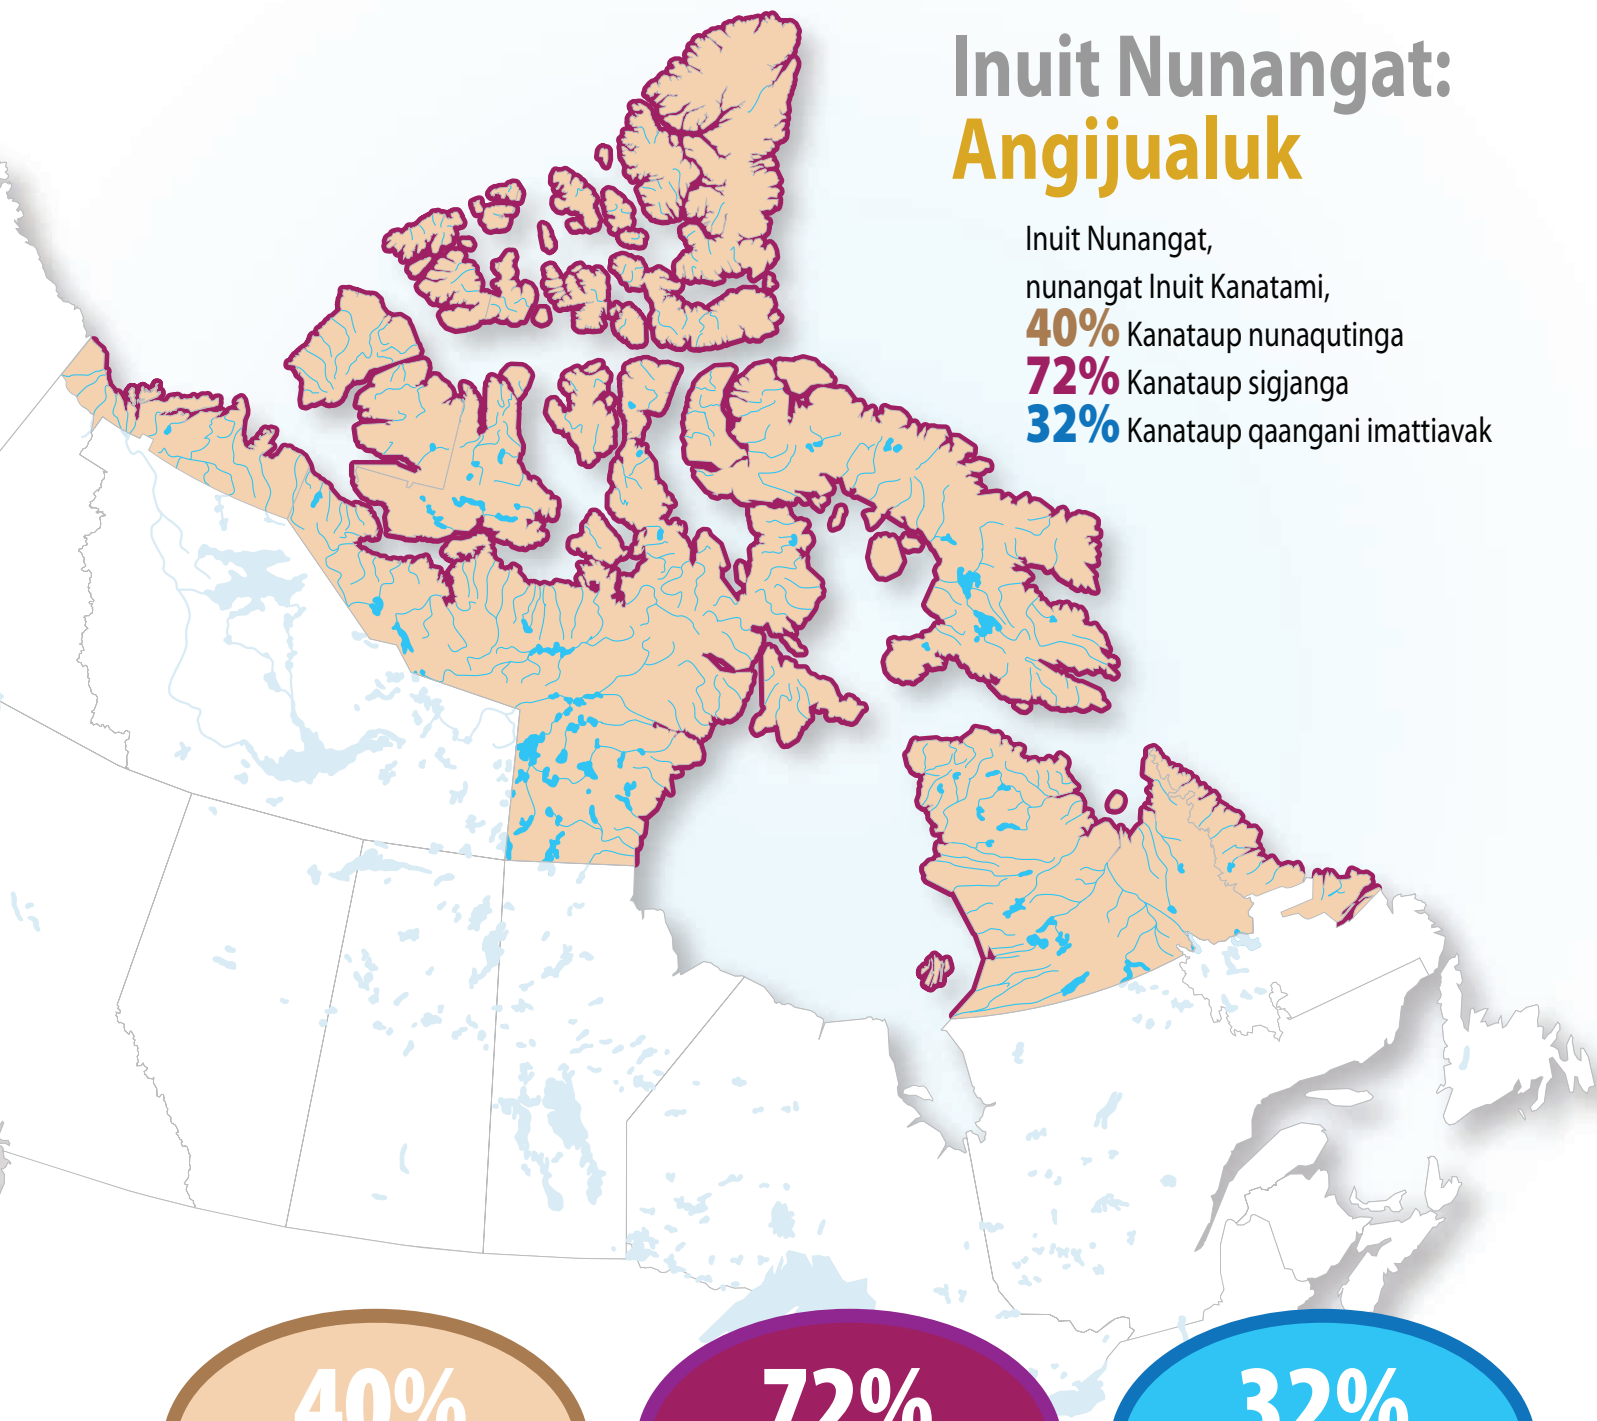 Inuit Nunangat:
Angijualuk
Inuit Nunangat,
nunangat Inuit Kanatami,
40% Kanataup nunaqutinga
72% Kanataup sigjanga
32% Kanataup qaangani imattiavak
40%
72%
32%